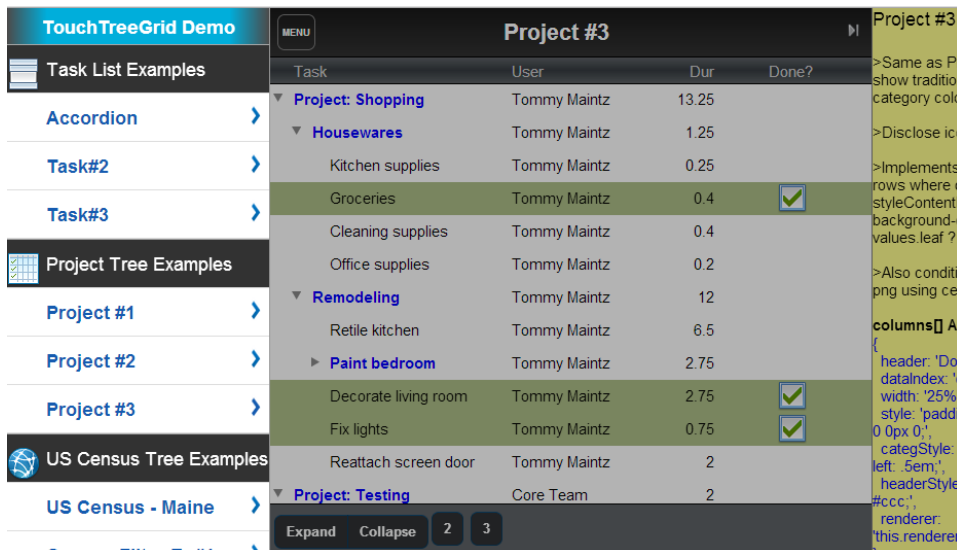 TouchTreeGrid Demo
Task List Examples
Accordion
Task#2
Task#3
Project Tree Examples
Project #1
Project #2
Project #3
US Census Tree Examples
US Census - Maine
MENU
Project #3
Task User Dur Done?
Project: Shopping Tommy Maintz 13.25
Housewares Tommy Maintz 1.25
Kitchen supplies Tommy Maintz 0.25
Groceries Tommy Maintz 0.4
Cleaning supplies Tommy Maintz 0.4
Office supplies Tommy Maintz 0.2
Remodeling Tommy Maintz 12
Retile kitchen Tommy Maintz 6.5
Paint bedroom Tommy Maintz 2.75
Decorate living room Tommy Maintz 2.75
Fix lights Tommy Maintz 0.75
Reattach screen door Tommy Maintz 2
Project: Testing Core Team 2
Expand Collapse 2 3
Project #3
>Same as P
show traditio
category colo
>Disclose ico
>Implements
rows where
styleContent
background-
values.leaf ?
>Also conditi
png using ce
columns[] A
{
header: 'Do
dataIndex: '
width: '25%
style: 'paddi
0 0px 0;',
categStyle:
left: .5em;',
headerStyle
#ccc;',
renderer:
'this.renderer